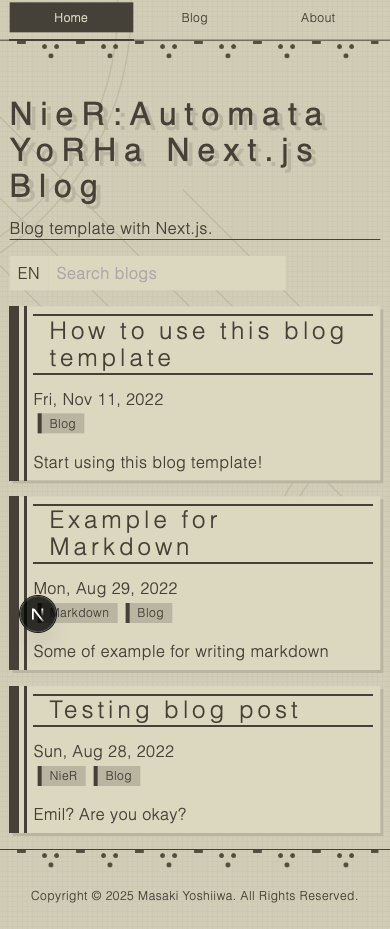 Home Blog About
NieR:Automata
YoRHa Next.js
Blog
Blog template with Next.js.
EN Search blogs
How to use this blog
template
Fri, Nov 11, 2022
Blog
Start using this blog template!
Example for
Markdown
Mon, Aug 29, 2022
N Markdown Blog
Some of example for writing markdown
Testing blog post
Sun, Aug 28, 2022
NieR Blog
Emil? Are you okay?
Copyright © 2025 Masaki Yoshiiwa. All Rights Reserved.